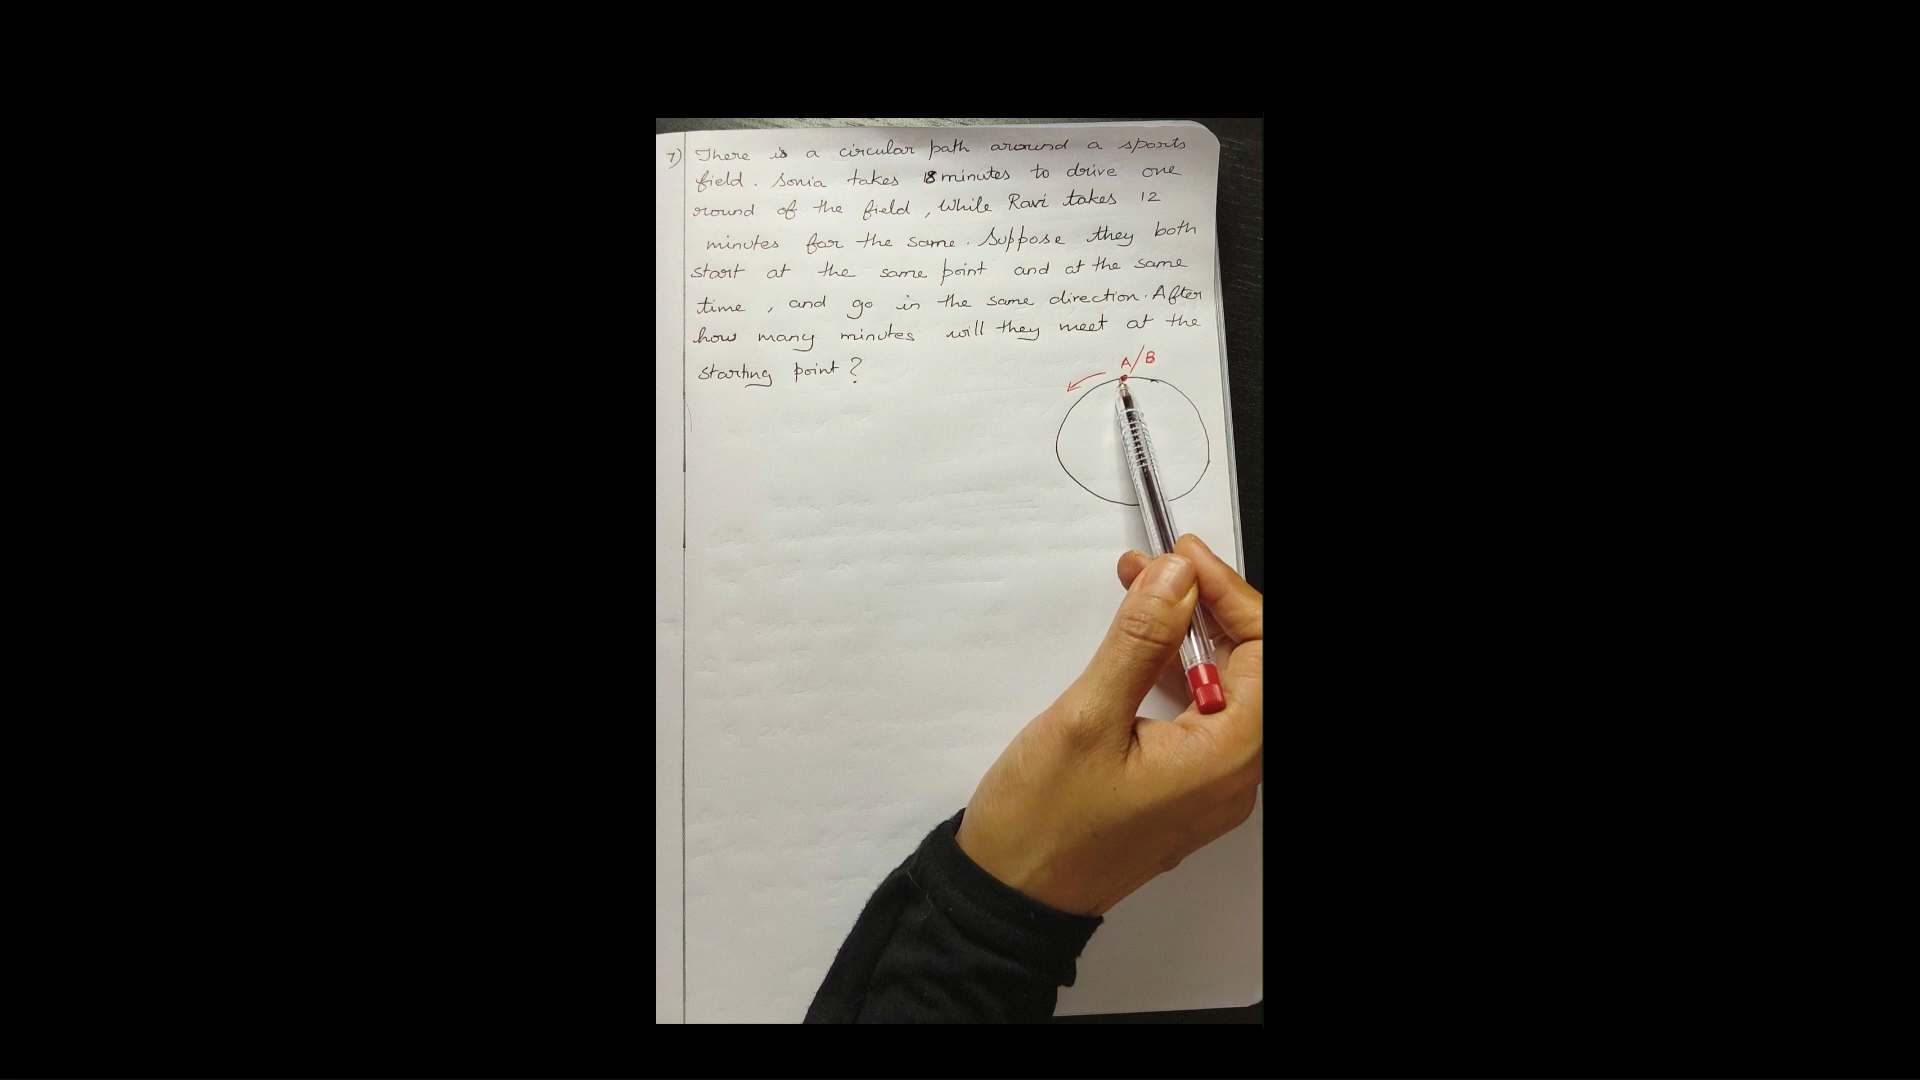 7) There is a circular path around a sports
field. Sonia takes 18 minutes to drive one
round of the field, While Ravi takes 12
minutes for the same. Suppose they both
start at the same point and at the same
time, and go in the same direction. After
how many minutes will they meet at the
starting point?
A/B